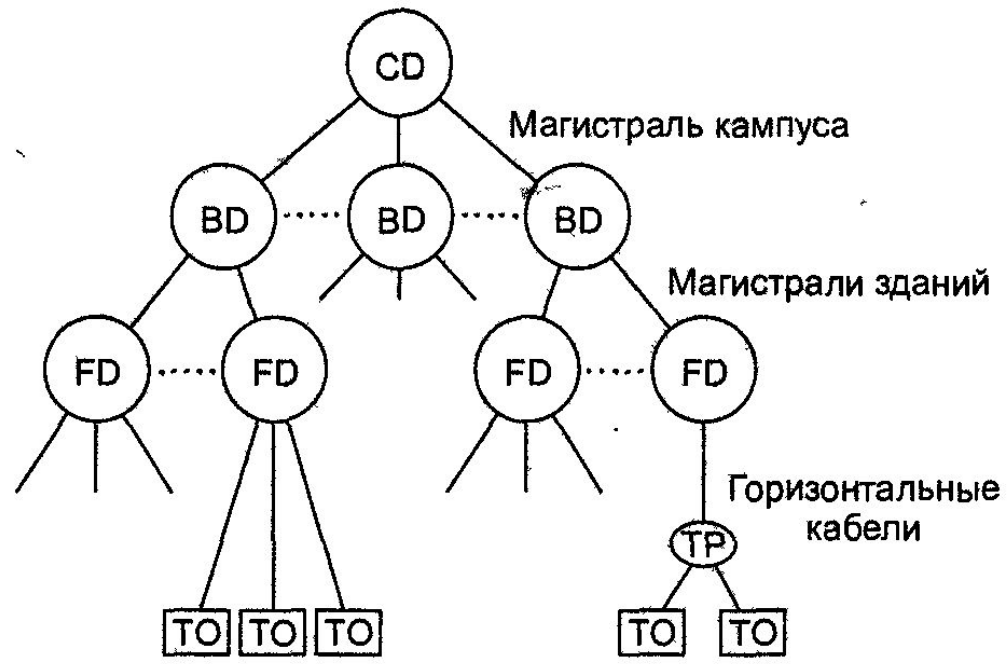 CD
Магистраль кампуса
BD
BD
BD
Магистрали зданий
FD
FD
FD
FD
Горизонтальные
кабели
TP
TO
TO
TO
TO
TO